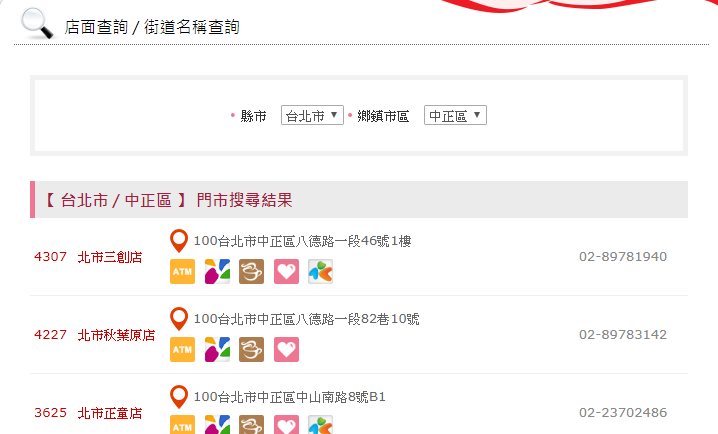 店面查詢 / 街道名稱查詢
• 縣市 台北市 ▼ • 鄉鎮市區 中正區 ▼
【 台北市 / 中正區 】 門市搜尋結果
4307 北市三創店 100台北市中正區八德路一段46號1樓 02-89781940
ATM
4227 北市秋葉原店 100台北市中正區八德路一段82巷10號 02-89783142
ATM
3625 北市正童店 100台北市中正區中山南路8號B1 02-23702486
ATM